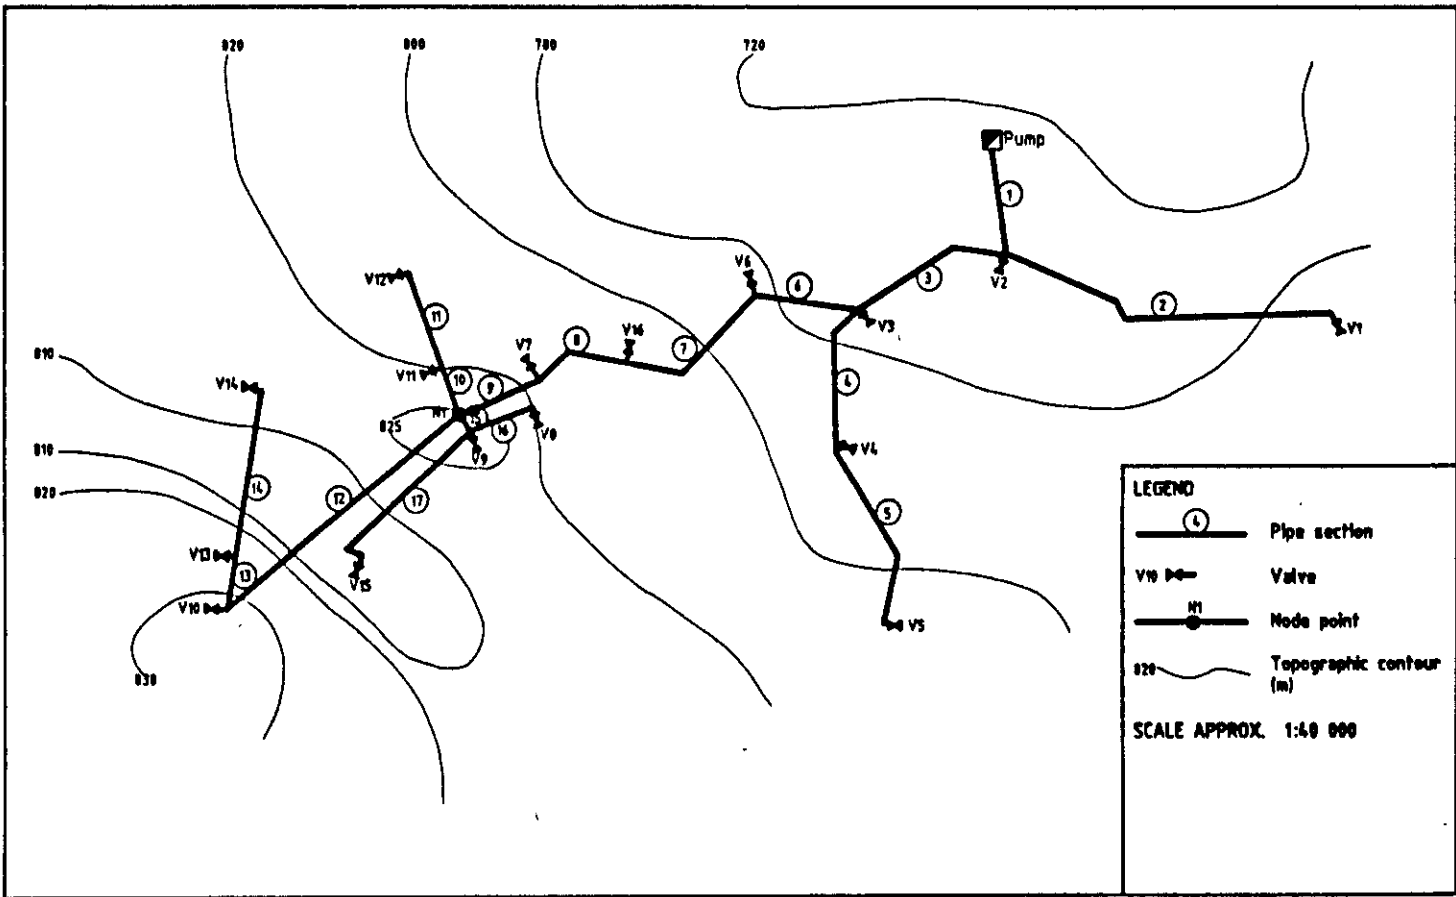 820
800
780
720
Pump
1
V6
6
3
V2
2
V1
V12
11
V16
8
V7
V3
7
810
V14
V11
10
9
4
N1
825
15
16
V8
V9
V4
810
820
14
12
17
5
V13
13
V15
V10
V5
830
LEGEND
4
Pipe section
V10
Valve
N1
Node point
820
Topographic contour
(m)
SCALE APPROX. 1:40 000